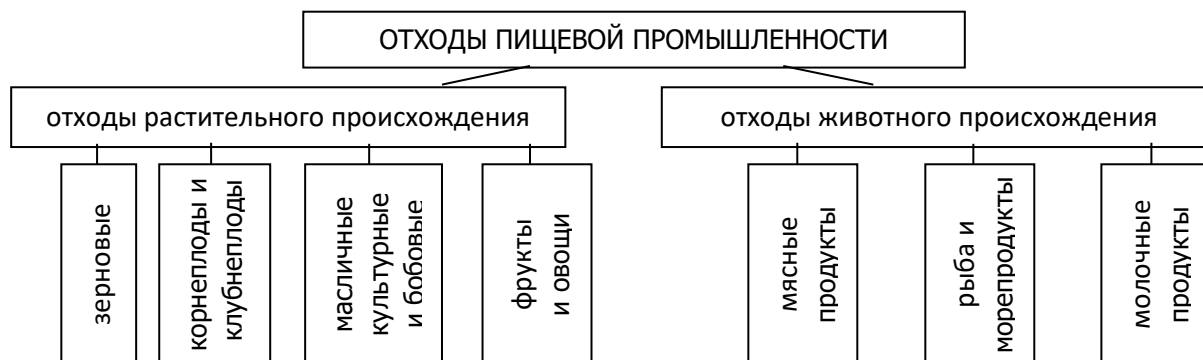 ОТХОДЫ ПИЩЕВОЙ ПРОМЫШЛЕННОСТИ
отходы растительного происхождения
отходы животного происхождения
зерновые
корнеплоды и
клубнеплоды
масличные
культурные
и бобовые
фрукты
и овощи
мясные
продукты
рыба и
морепродукты
молочные
продукты